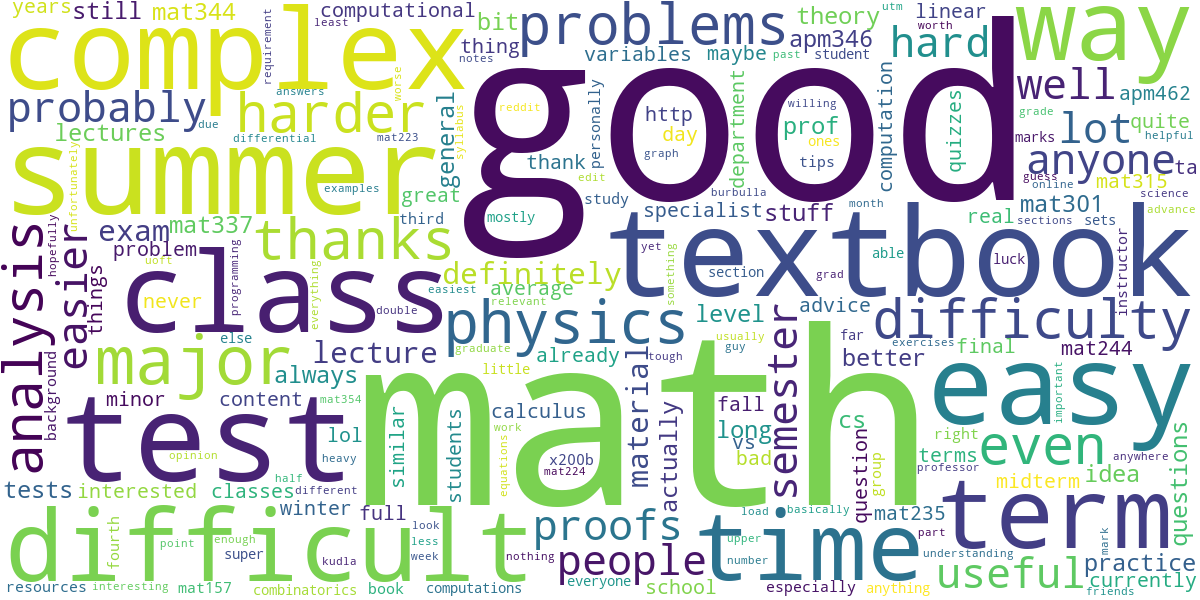 years
still
mat344
computational
least
notes
bit
problems
theory
linear
utm
worth
way
complex
requirement
thing
variables
maybe
apm346
past
student
hard
answers
worse
good
well
grade
apm462
probably
harder
due
lectures
differential
mat223
general
syllabus
reddit
personally
http
day
graph
willing
prof
ones
tips
department
computation
quizzes
lot
marks
quite
helpful
summer
unfortunately
examples
great
thank
edit
study
burbulla
month
anyone
guess
online
ta
mat315
science
advance
hopefully
exam
mat337
third
mostly
specialist
stuff
real
mat301
sections
sets
analysis
easier
things
problem
uoft
thanks
programming
definitely
yet
textbook
something
section
grad
able
luck
instructor
class
never
everything
double
easiest
average
relevant
physics
level
advice
difficulty
else
background
major
lecture
graduate
already
little
tough
usually
guy
semester
far
better
exercises
final
mat244
minor
always
content
mat354
math
calculus
work
material
actually
fall
long
vs
bad
cs
easy
important
test
opinion
lol
heavy
similar
students
equations
x200b
mat224
question
group
right
terms
professor
even
idea
anywhere
questions
tests
interested
classes
half
different
winter
full
midterm
term
difficult
fourth
point
enough
super
look
less
week
kudla
nothing
proofs
people
load
basically
upper
number
time
mat235
part
understanding
mark
practice
resources
interesting
mat157
combinatorics
book
computations
everyone
school
especially
anything
useful
currently
friends